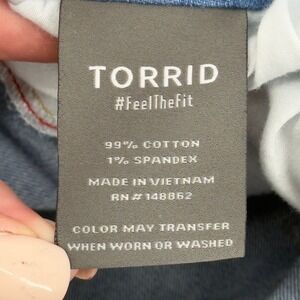 TORRID
#FeelTheFit
99% COTTON
1% SPANDEX
MADE IN VIETNAM
RN# 148862
COLOR MAY TRANSFER
WHEN WORN OR WASHED